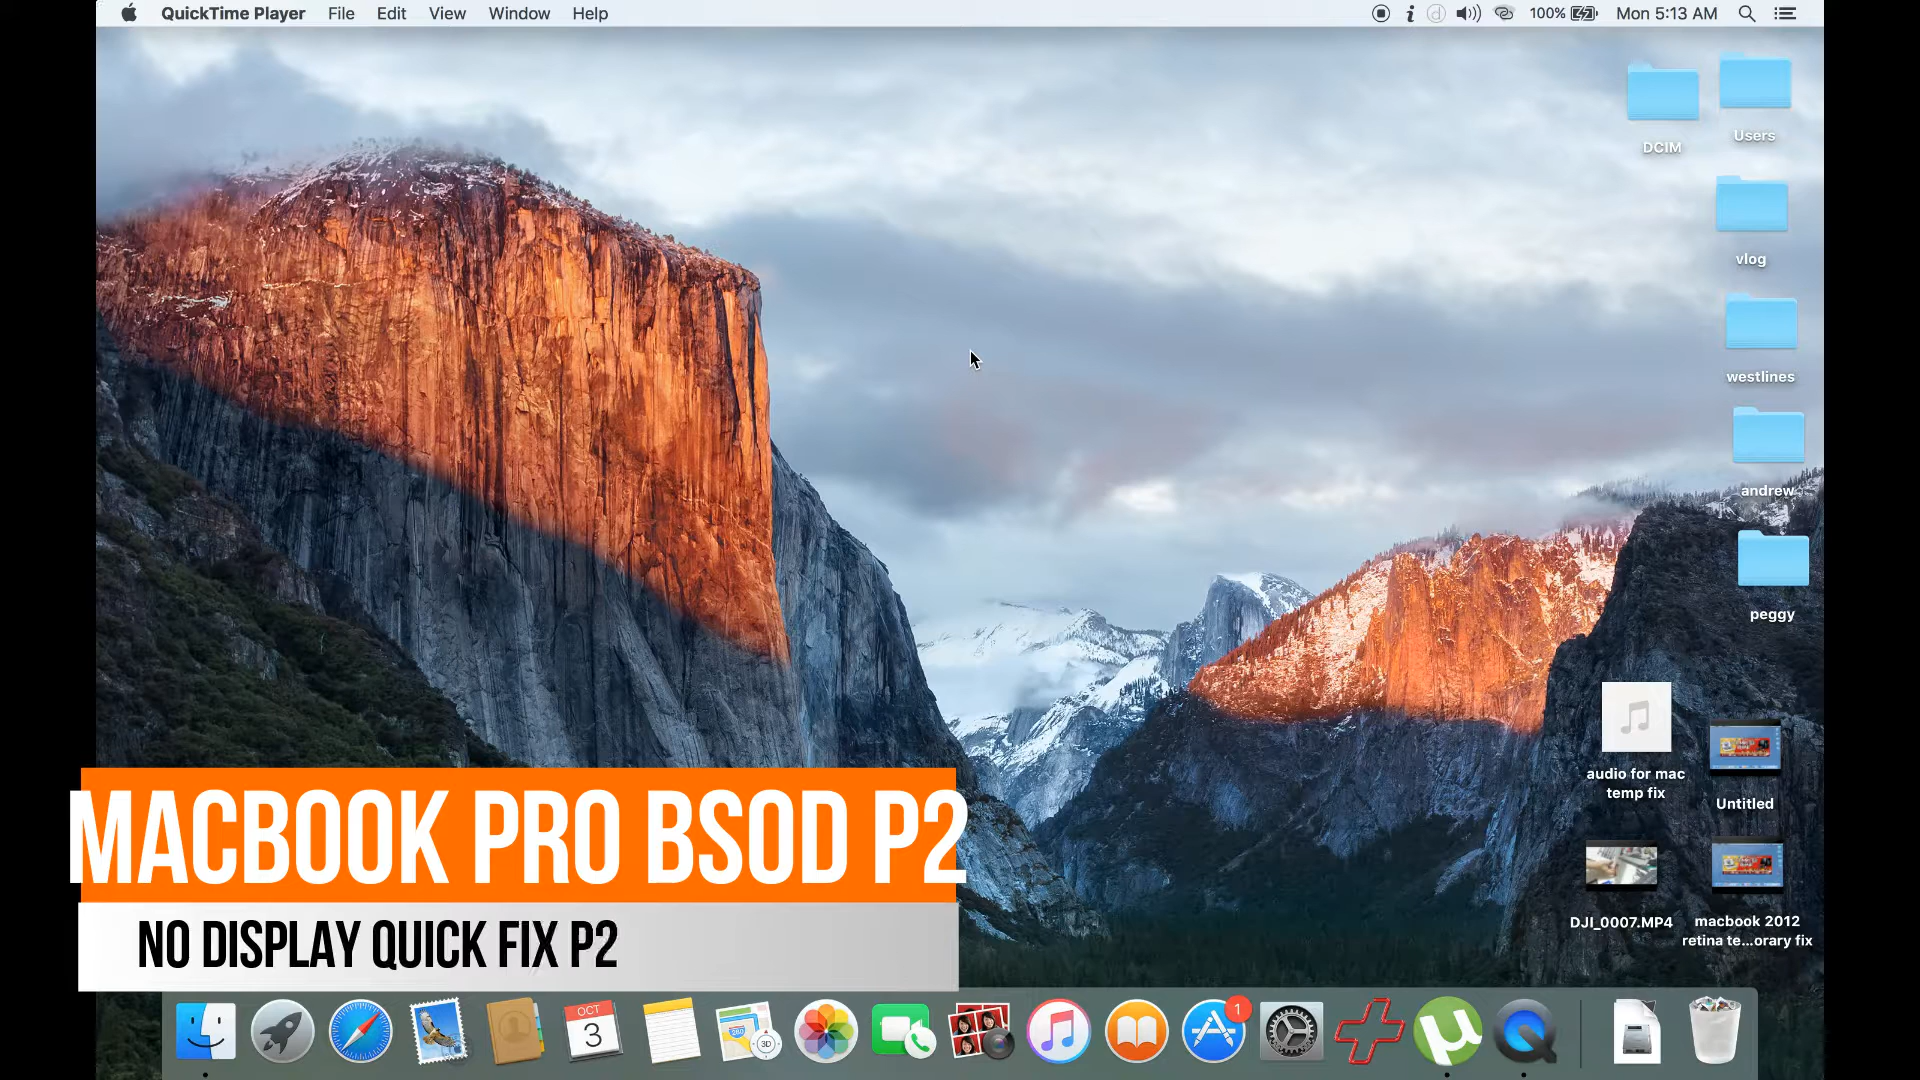 QuickTime Player File Edit View Window Help 100% Mon 5:13 AM
DCIM
Users
vlog
westlines
andrew
peggy
audio for mac
temp fix
Untitled
DJI_0007.MP4
macbook 2012
retina te...orary fix
MACBOOK PRO BSOD P2
NO DISPLAY QUICK FIX P2
OCT
3
280
3D
1